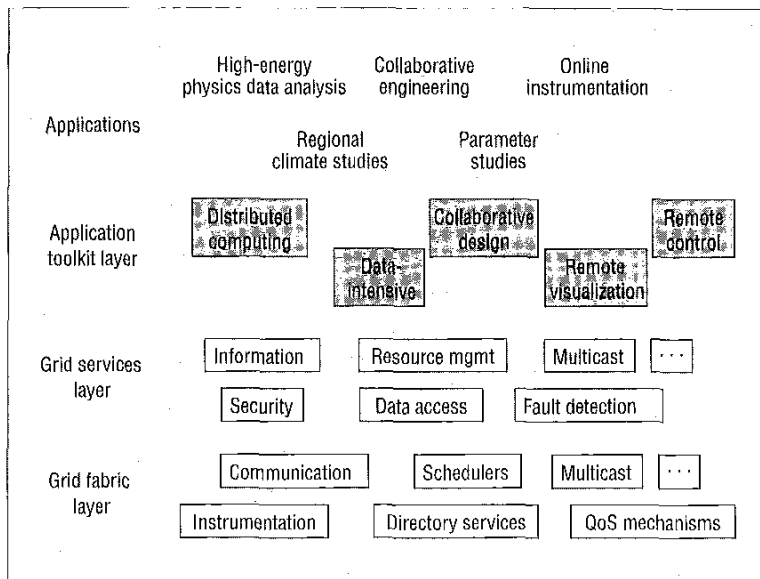 High-energy
physics data analysis
Collaborative
engineering
Online
instrumentation
Applications
Regional
climate studies
Parameter
studies
Application
toolkit layer
Distributed
computing
Data-
intensive
Collaborative
design
Remote
visualization
Remote
control
Grid services
layer
Information
Resource mgmt
Multicast
...
Security
Data access
Fault detection
Grid fabric
layer
Communication
Schedulers
Multicast
...
Instrumentation
Directory services
QoS mechanisms